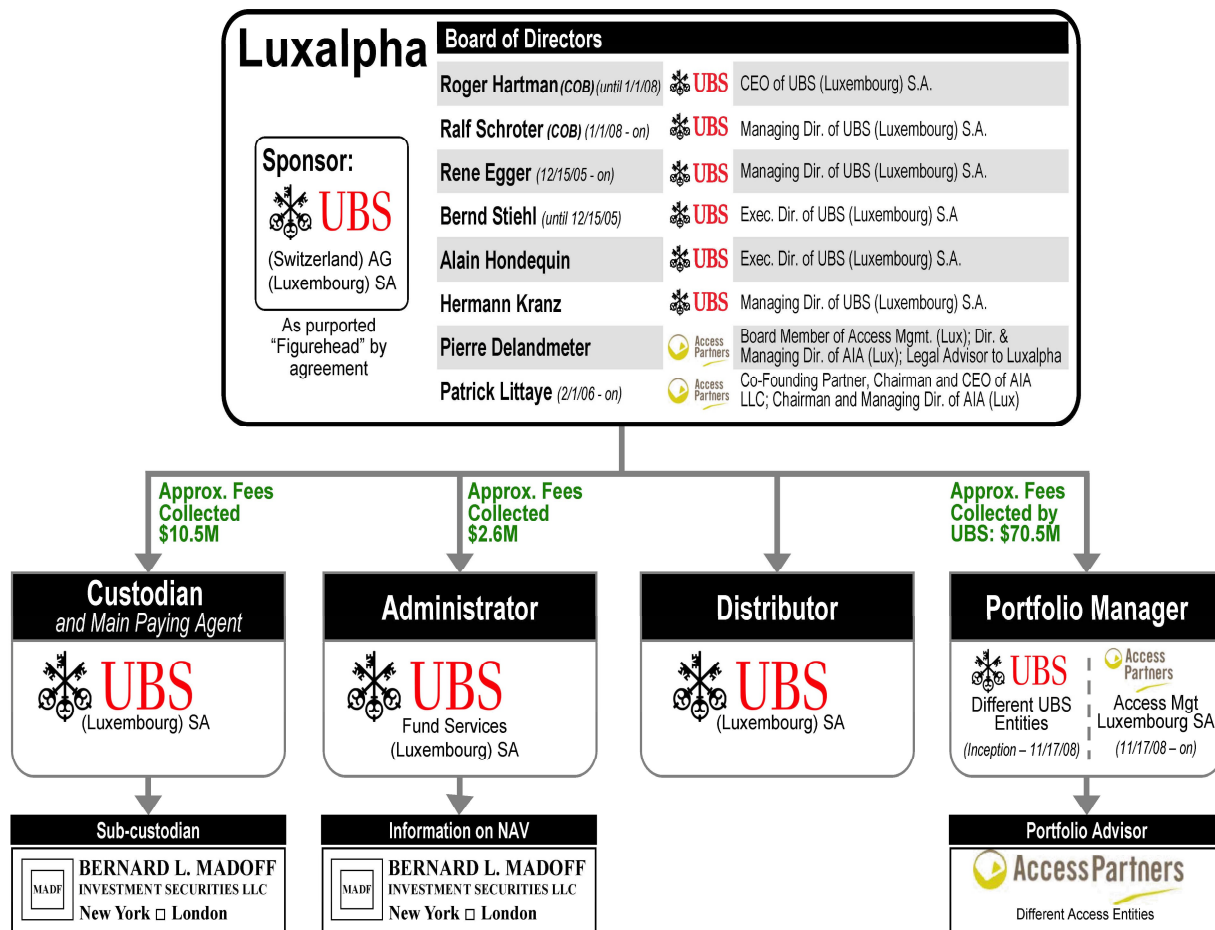 Luxalpha
Board of Directors
Roger Hartman (COB) (until 1/1/08) UBS CEO of UBS (Luxembourg) S.A.
Ralf Schroter (COB) (1/1/08 - on) UBS Managing Dir. of UBS (Luxembourg) S.A.
Rene Egger (12/15/05 - on) UBS Managing Dir. of UBS (Luxembourg) S.A.
Bernd Stiehl (until 12/15/05) UBS Exec. Dir. of UBS (Luxembourg) S.A
Alain Hondequin UBS Exec. Dir. of UBS (Luxembourg) S.A.
Hermann Kranz UBS Managing Dir. of UBS (Luxembourg) S.A.
Pierre Delandmeter
Access
Partners
Board Member of Access Mgmt. (Lux); Dir. &
Managing Dir. of AIA (Lux); Legal Advisor to Luxalpha
Patrick Littaye (2/1/06 - on)
Access
Partners
Co-Founding Partner, Chairman and CEO of AIA
LLC; Chairman and Managing Dir. of AIA (Lux)
Sponsor:
UBS
(Switzerland) AG
(Luxembourg) SA
As purported
“Figurehead” by
agreement
Approx. Fees
Collected
$10.5M
Approx. Fees
Collected
$2.6M
Approx. Fees
Collected by
UBS: $70.5M
Custodian
and Main Paying Agent
UBS
(Luxembourg) SA
Administrator
UBS
Fund Services
(Luxembourg) SA
Distributor
UBS
(Luxembourg) SA
Portfolio Manager
UBS
Different UBS
Entities
(Inception – 11/17/08)
Access
Partners
Access Mgt
Luxembourg SA
(11/17/08 – on)
Sub-custodian
MADF
BERNARD L. MADOFF
INVESTMENT SECURITIES LLC
New York □ London
Information on NAV
MADF
BERNARD L. MADOFF
INVESTMENT SECURITIES LLC
New York □ London
Portfolio Advisor
AccessPartners
Different Access Entities